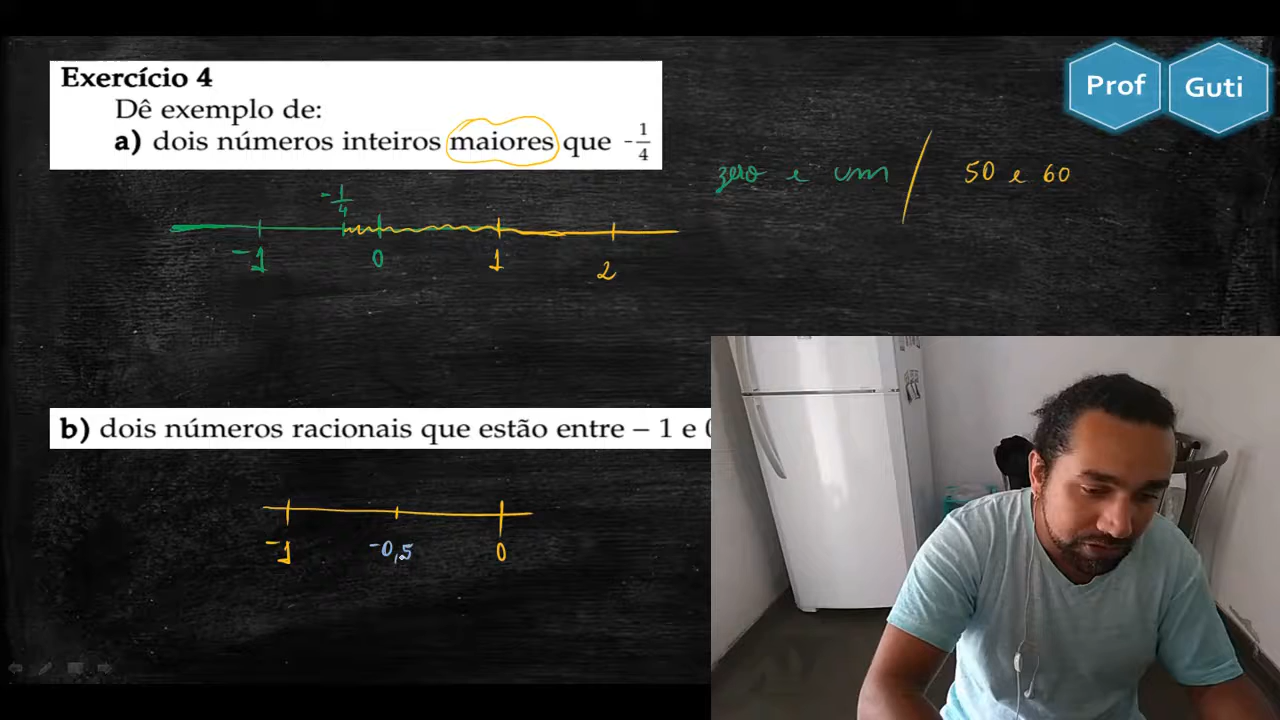 Prof Guti
Exercício 4
Dê exemplo de:
a) dois números inteiros maiores que -1/4
zero e um / 50 e 60
-1/4
-1 0 1 2
b) dois números racionais que estão entre – 1 e
-1 -0,5 0